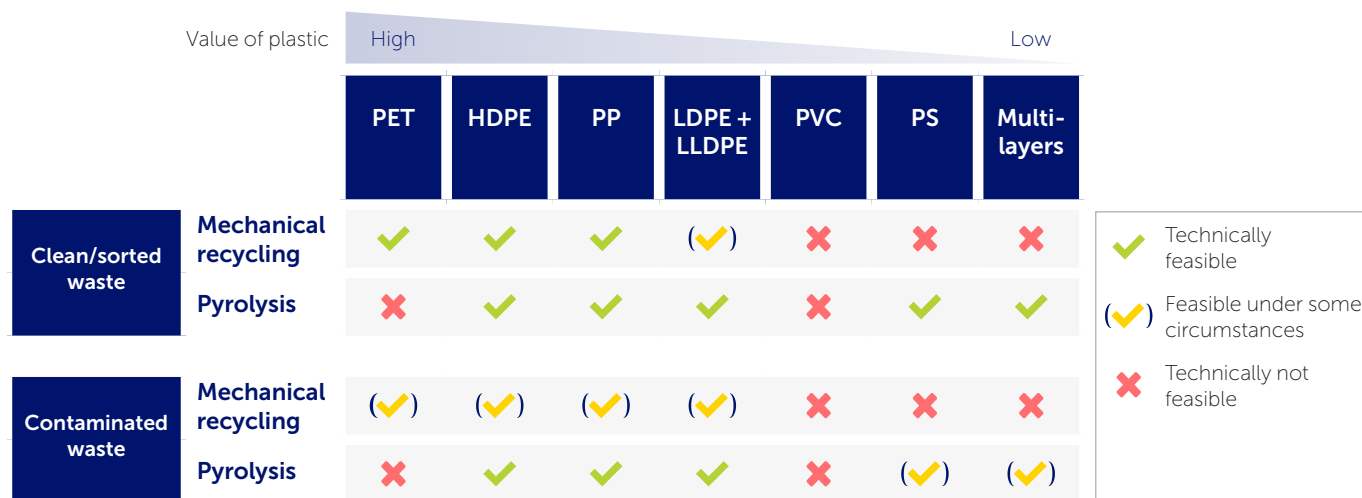 Value of plastic High Low
PET HDPE PP LDPE + LLDPE PVC PS Multi-layers
Clean/sorted
waste
Mechanical
recycling
Pyrolysis
Contaminated
waste
Mechanical
recycling
Pyrolysis
Technically
feasible
( ) Feasible under some
circumstances
Technically not
feasible